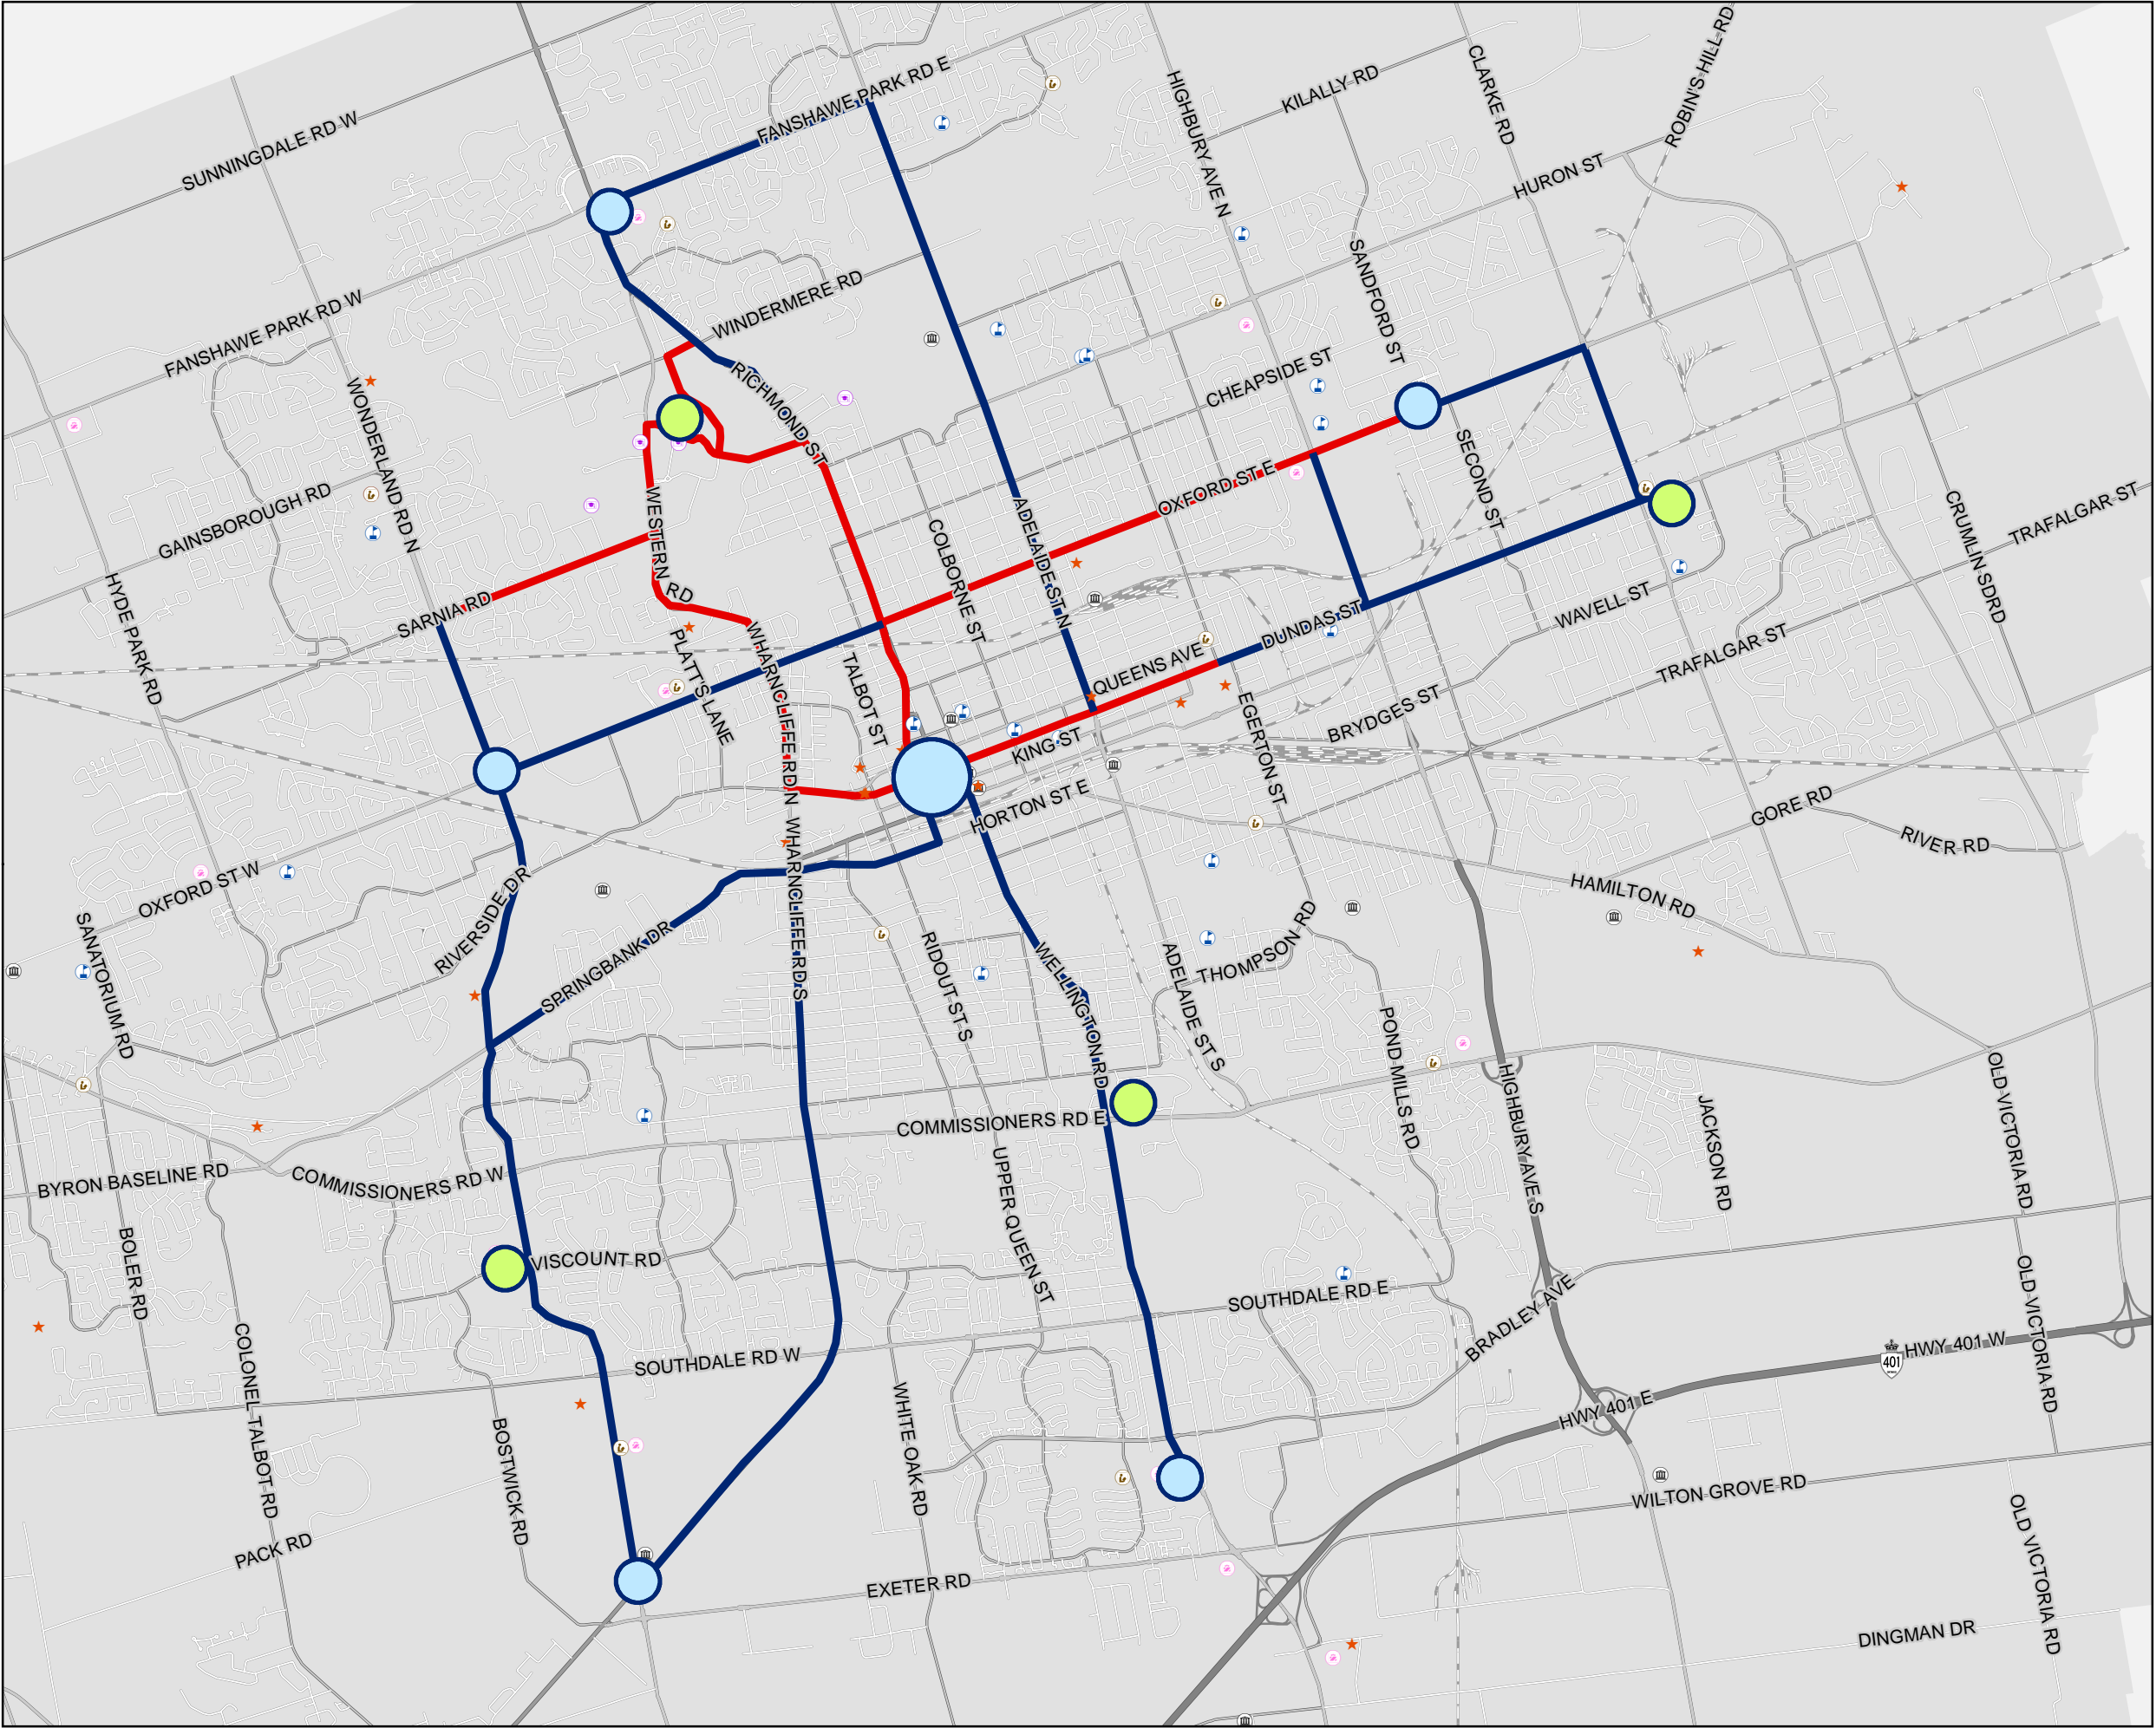 FANSHAWE PARK RD E
SUNNINGDALE RD W
HIGHBURY AVE N
KILALLY RD
CLARKE RD
ROBIN'S HILL RD
HURON ST
SANDFORD ST
WINDERMERE RD
FANSHAWE PARK RD W
WONDERLAND RD N
RICHMOND ST
CHEAPSIDE ST
SECOND ST
OXFORD ST E
GAINSBOROUGH RD
WESTERN RD
COLBORNE ST
ADELAIDE ST N
CRUMLIN SDRD
TRAFALGAR ST
HYDE PARK RD
SARNIA RD
PLATT'S LANE
WHARNCLIFFE RD N
TALBOT ST
QUEENS AVE
DUNDAS ST
WAVELL ST
TRAFALGAR ST
KING ST
EGERTON ST
BRYDGES ST
HORTON ST E
GORE RD
RIVER RD
OXFORD ST W
SANATORIUM RD
RIVERSIDE DR
SPRINGBANK DR
WHARNCLIFFE RD S
RIDOUT ST S
WELLINGTON RD
ADELAIDE ST S
THOMPSON RD
HAMILTON RD
POND MILLS RD
HIGHBURY AVE S
JACKSON RD
OLD VICTORIA RD
COMMISSIONERS RD E
BYRON BASELINE RD
COMMISSIONERS RD W
UPPER QUEEN ST
BOLER RD
VISCOUNT RD
SOUTHDALE RD E
BRADLEY AVE
OLD VICTORIA RD
COLONEL TALBOT RD
SOUTHDALE RD W
HWY 401 W
401
HWY 401 E
BOSTWICK RD
WHITE OAK RD
WILTON GROVE RD
PACK RD
EXETER RD
OLD VICTORIA RD
DINGMAN DR